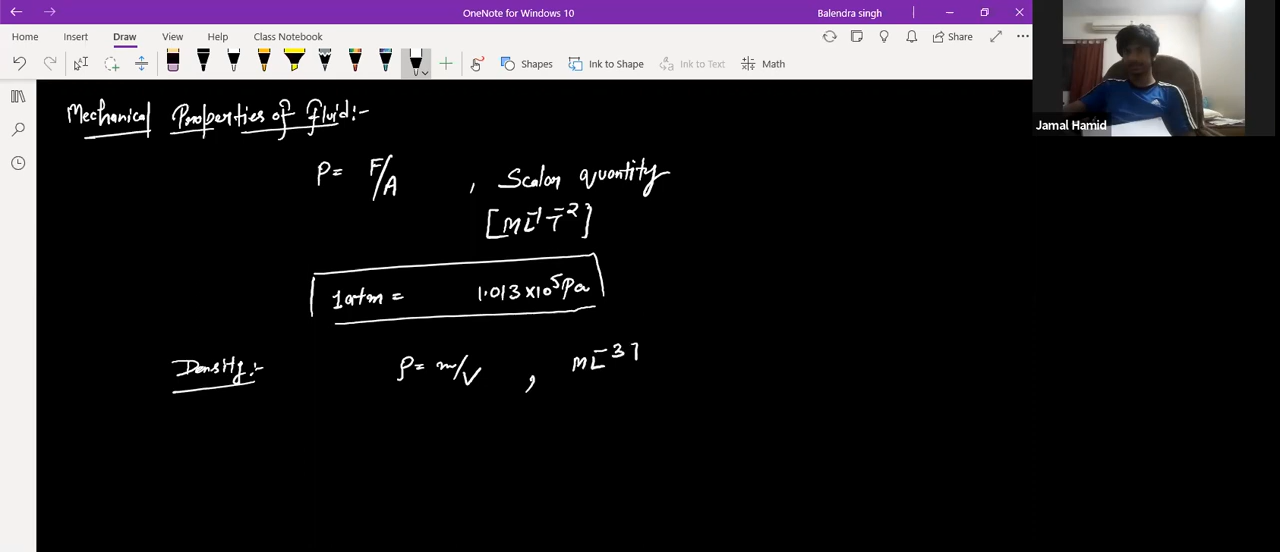 OneNote for Windows 10
Balendra singh
Home Insert Draw View Help Class Notebook
Share
Shapes Ink to Shape Ink to Text Math
Jamal Hamid
Mechanical Properties of fluid:-
P = F/A , Scalar quantity
[ML⁻¹T⁻²]
1atm = 1.013×10⁵Pa
Density:- ρ = m/V , ML⁻³T